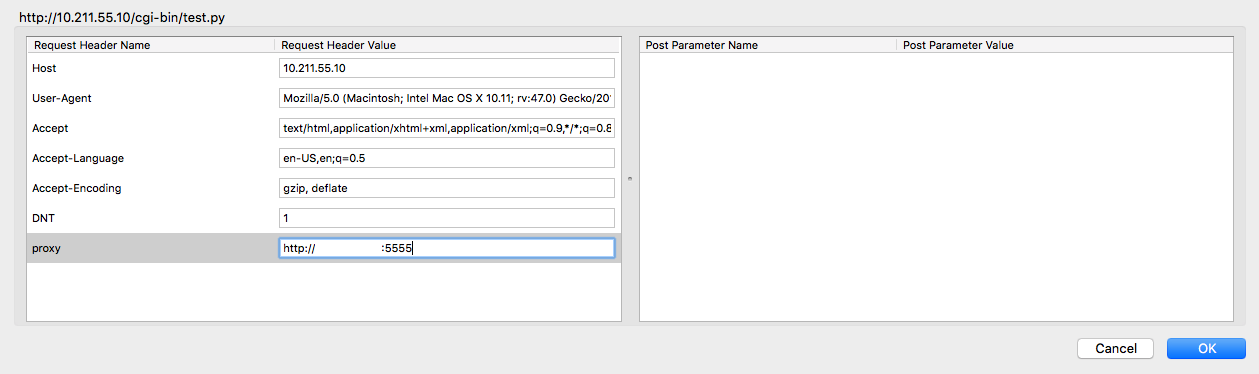 http://10.211.55.10/cgi-bin/test.py
Request Header Name Request Header Value
Host 10.211.55.10
User-Agent Mozilla/5.0 (Macintosh; Intel Mac OS X 10.11; rv:47.0) Gecko/20
Accept text/html,application/xhtml+xml,application/xml;q=0.9,*/*;q=0.8
Accept-Language en-US,en;q=0.5
Accept-Encoding gzip, deflate
DNT 1
proxy http:// :5555
Post Parameter Name Post Parameter Value
Cancel OK